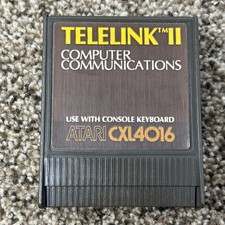 TELELINK™II
COMPUTER
COMMUNICATIONS
USE WITH CONSOLE KEYBOARD
ATARI CXL4016